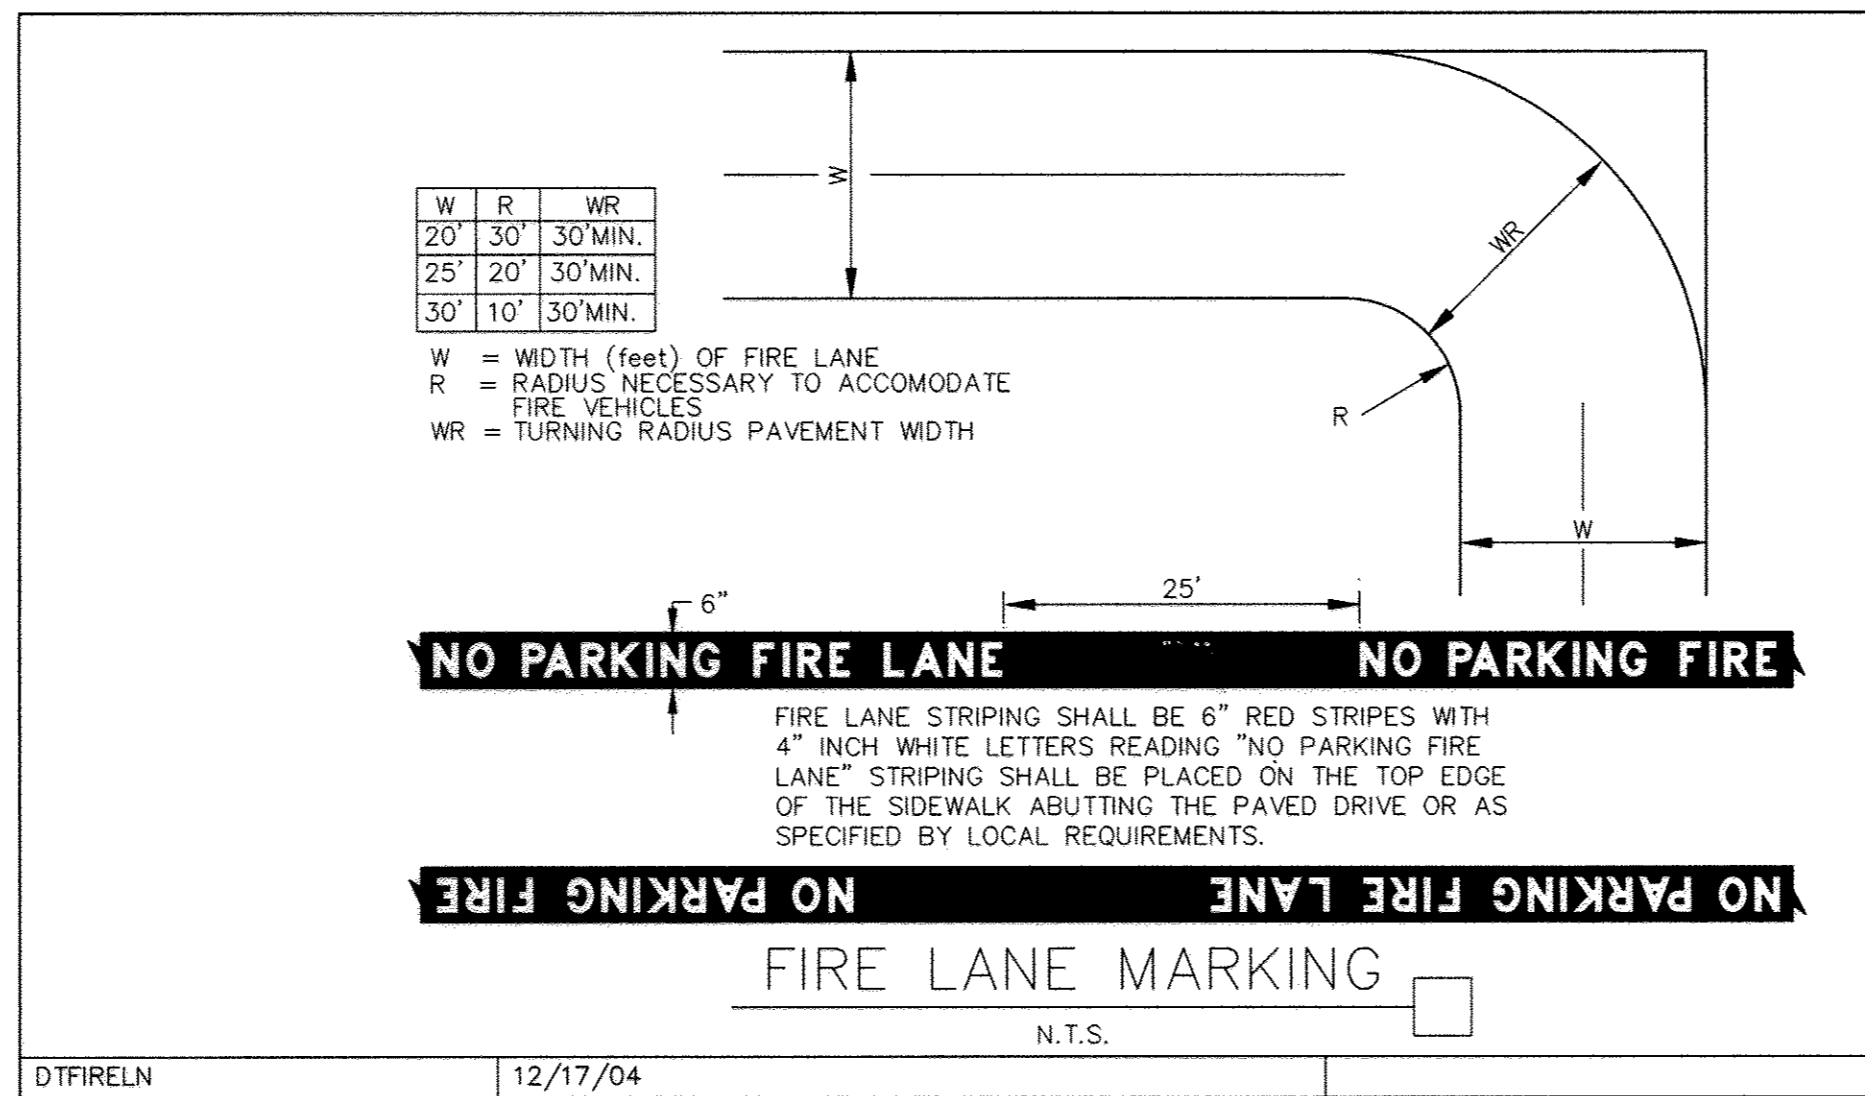 W
W R WR
20' 30' 30'MIN.
25' 20' 30'MIN.
30' 10' 30'MIN.
WR
W = WIDTH (feet) OF FIRE LANE
R = RADIUS NECESSARY TO ACCOMODATE
FIRE VEHICLES
WR = TURNING RADIUS PAVEMENT WIDTH
R
W
6"
25'
NO PARKING FIRE LANE NO PARKING FIRE
FIRE LANE STRIPING SHALL BE 6" RED STRIPES WITH
4" INCH WHITE LETTERS READING "NO PARKING FIRE
LANE" STRIPING SHALL BE PLACED ON THE TOP EDGE
OF THE SIDEWALK ABUTTING THE PAVED DRIVE OR AS
SPECIFIED BY LOCAL REQUIREMENTS.
NO PARKING FIRE LANE NO PARKING FIRE
FIRE LANE MARKING
N.T.S.
DTFIRELN 12/17/04